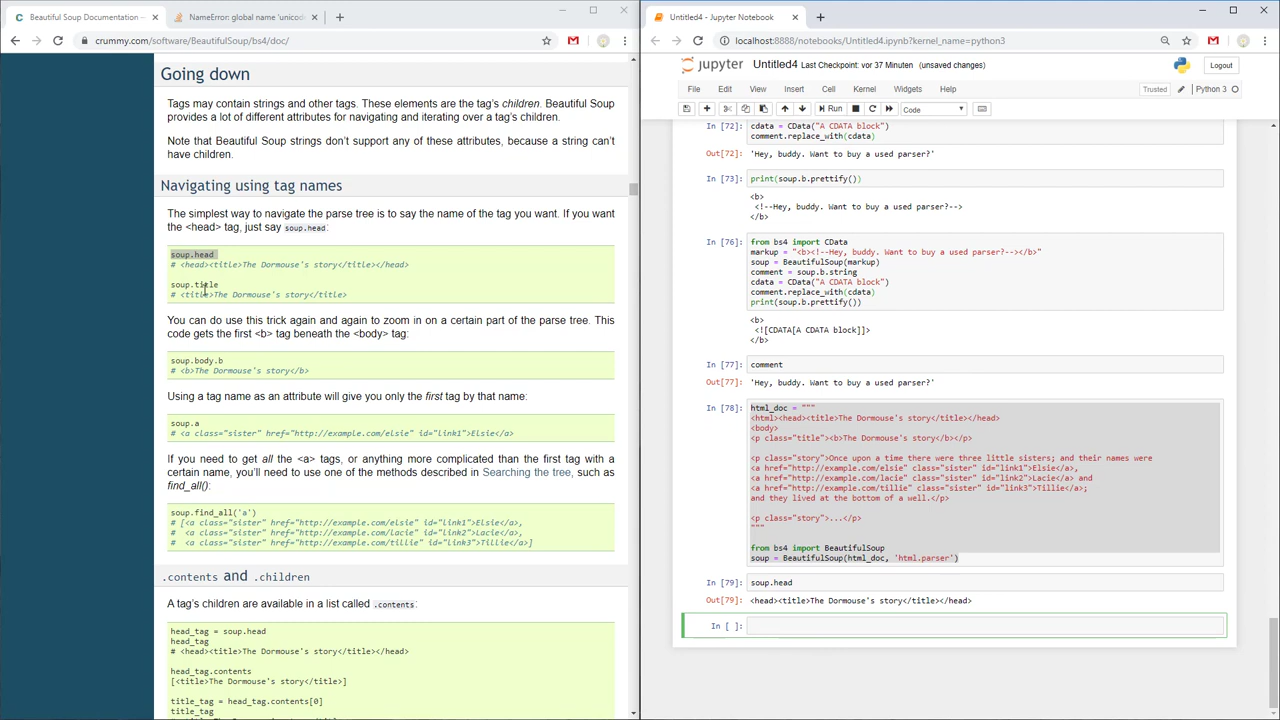 Beautiful Soup Documentation —
NameError: global name 'unicod
crummy.com/software/BeautifulSoup/bs4/doc/
Going down
Tags may contain strings and other tags. These elements are the tag's children. Beautiful Soup
provides a lot of different attributes for navigating and iterating over a tag's children.
Note that Beautiful Soup strings don't support any of these attributes, because a string can't
have children.
Navigating using tag names
The simplest way to navigate the parse tree is to say the name of the tag you want. If you want
the <head> tag, just say soup.head:
soup.head
# <head><title>The Dormouse's story</title></head>
soup.title
# <title>The Dormouse's story</title>
You can do use this trick again and again to zoom in on a certain part of the parse tree. This
code gets the first <b> tag beneath the <body> tag:
soup.body.b
# <b>The Dormouse's story</b>
Using a tag name as an attribute will give you only the first tag by that name:
soup.a
# <a class="sister" href="http://example.com/elsie" id="link1">Elsie</a>
If you need to get all the <a> tags, or anything more complicated than the first tag with a
certain name, you'll need to use one of the methods described in Searching the tree, such as
find_all():
soup.find_all('a')
# [<a class="sister" href="http://example.com/elsie" id="link1">Elsie</a>,
#  <a class="sister" href="http://example.com/lacie" id="link2">Lacie</a>,
#  <a class="sister" href="http://example.com/tillie" id="link3">Tillie</a>]
.contents and .children
A tag's children are available in a list called .contents:
head_tag = soup.head
head_tag
# <head><title>The Dormouse's story</title></head>
head_tag.contents
[<title>The Dormouse's story</title>]
title_tag = head_tag.contents[0]
title_tag
Untitled4 - Jupyter Notebook
localhost:8888/notebooks/Untitled4.ipynb?kernel_name=python3
jupyter Untitled4 Last Checkpoint: vor 37 Minuten (unsaved changes)
Logout
File Edit View Insert Cell Kernel Widgets Help
Trusted
Python 3
Run
Code
In [72]:
cdata = CData("A CDATA block")
comment.replace_with(cdata)
Out[72]: 'Hey, buddy. Want to buy a used parser?'
In [73]: print(soup.b.prettify())
<b>
<!--Hey, buddy. Want to buy a used parser?-->
</b>
In [76]: from bs4 import CData
markup = "<b><!--Hey, buddy. Want to buy a used parser?--></b>"
soup = BeautifulSoup(markup)
comment = soup.b.string
cdata = CData("A CDATA block")
comment.replace_with(cdata)
print(soup.b.prettify())
<b>
<![CDATA[A CDATA block]]>
</b>
In [77]: comment
Out[77]: 'Hey, buddy. Want to buy a used parser?'
In [78]: html_doc = """
<html><head><title>The Dormouse's story</title></head>
<body>
<p class="title"><b>The Dormouse's story</b></p>
<p class="story">Once upon a time there were three little sisters; and their names were
<a href="http://example.com/elsie" class="sister" id="link1">Elsie</a>,
<a href="http://example.com/lacie" class="sister" id="link2">Lacie</a> and
<a href="http://example.com/tillie" class="sister" id="link3">Tillie</a>;
and they lived at the bottom of a well.</p>
<p class="story">...</p>
"""
from bs4 import BeautifulSoup
soup = BeautifulSoup(html_doc, 'html.parser')
In [79]: soup.head
Out[79]: <head><title>The Dormouse's story</title></head>
In [ ]: